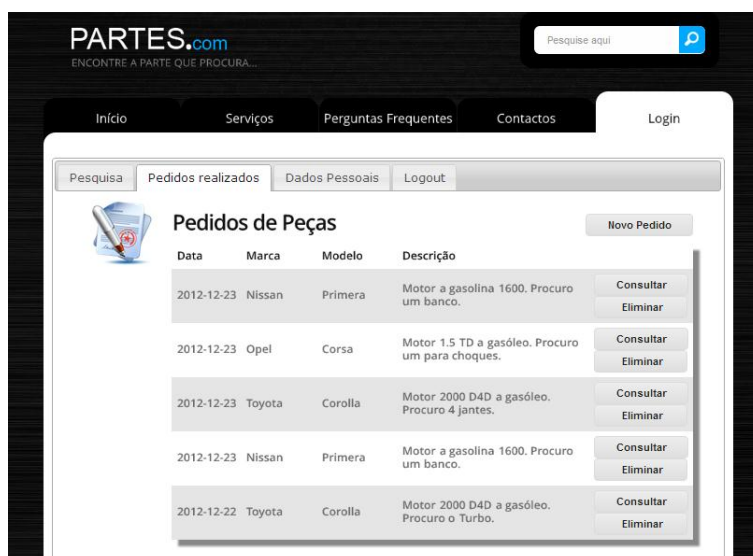 PARTES.com
ENCONTRE A PARTE QUE PROCURA...
Pesquise aqui
Início Serviços Perguntas Frequentes Contactos Login
Pesquisa Pedidos realizados Dados Pessoais Logout
Pedidos de Peças
Novo Pedido
Data Marca Modelo Descrição
2012-12-23 Nissan Primera Motor a gasolina 1600. Procuro
um banco.
Consultar
Eliminar
2012-12-23 Opel Corsa Motor 1.5 TD a gasóleo. Procuro
um para choques.
Consultar
Eliminar
2012-12-23 Toyota Corolla Motor 2000 D4D a gasóleo.
Procuro 4 jantes.
Consultar
Eliminar
2012-12-23 Nissan Primera Motor a gasolina 1600. Procuro
um banco.
Consultar
Eliminar
2012-12-22 Toyota Corolla Motor 2000 D4D a gasóleo.
Procuro o Turbo.
Consultar
Eliminar